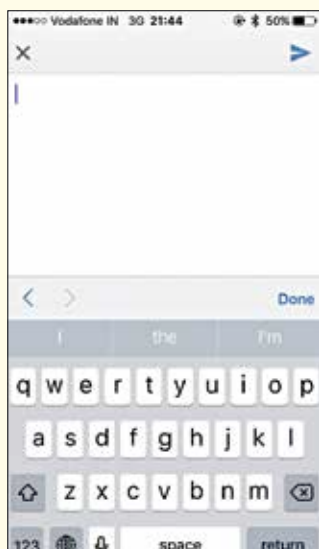 Vodafone IN 3G 21:44 50%
Done
I the I'm
q w e r t y u i o p
a s d f g h j k l
z x c v b n m
123 space return